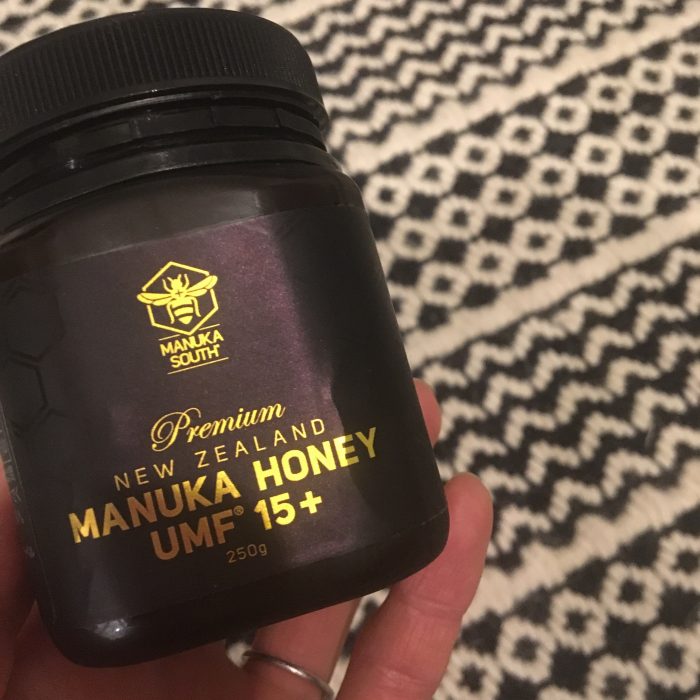 MANUKA
SOUTH
Premium
NEW ZEALAND
MANUKA HONEY
UMF® 15+
250g